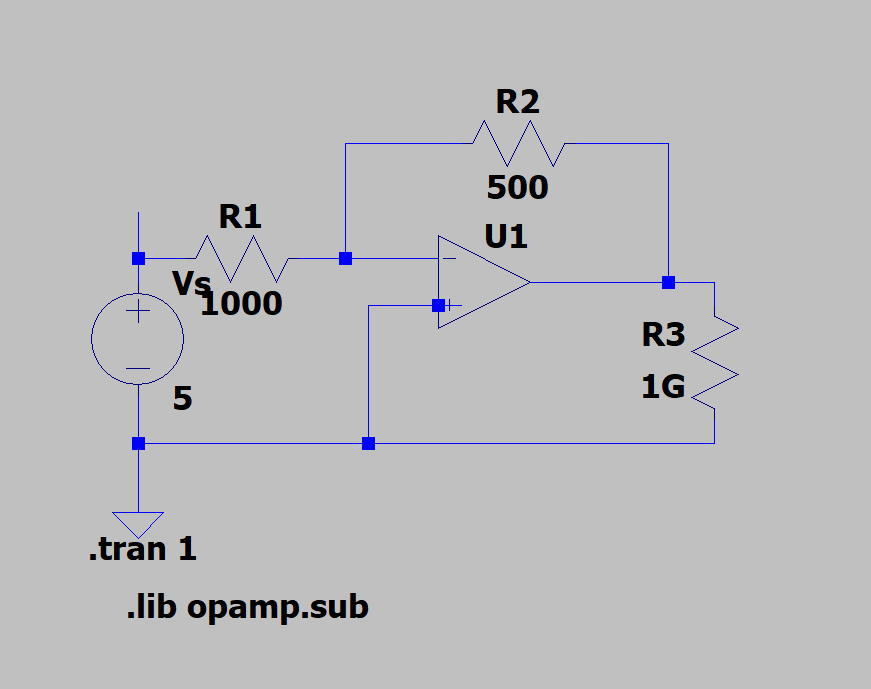 R2
500
R1
U1
Vs
1000
+
−
−
+
R3
1G
5
.tran 1
.lib opamp.sub